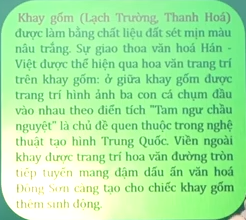 Khay gốm (Lạch Trường, Thanh Hoá)
được làm bằng chất liệu đất sét mịn màu
nâu trắng. Sự giao thoa văn hoá Hán -
Việt được thể hiện qua hoa văn trang trí
trên khay gốm: ở giữa khay gốm được
trang trí hình ảnh ba con cá chụm đầu
vào nhau theo điển tích "Tam ngư chầu
nguyệt" là chủ đề quen thuộc trong nghệ
thuật tạo hình Trung Quốc. Viền ngoài
khay được trang trí hoa văn đường tròn
tiếp tuyến mang đậm dấu ấn văn hoá
Đông Sơn càng tạo cho chiếc khay gốm
thêm sinh động.